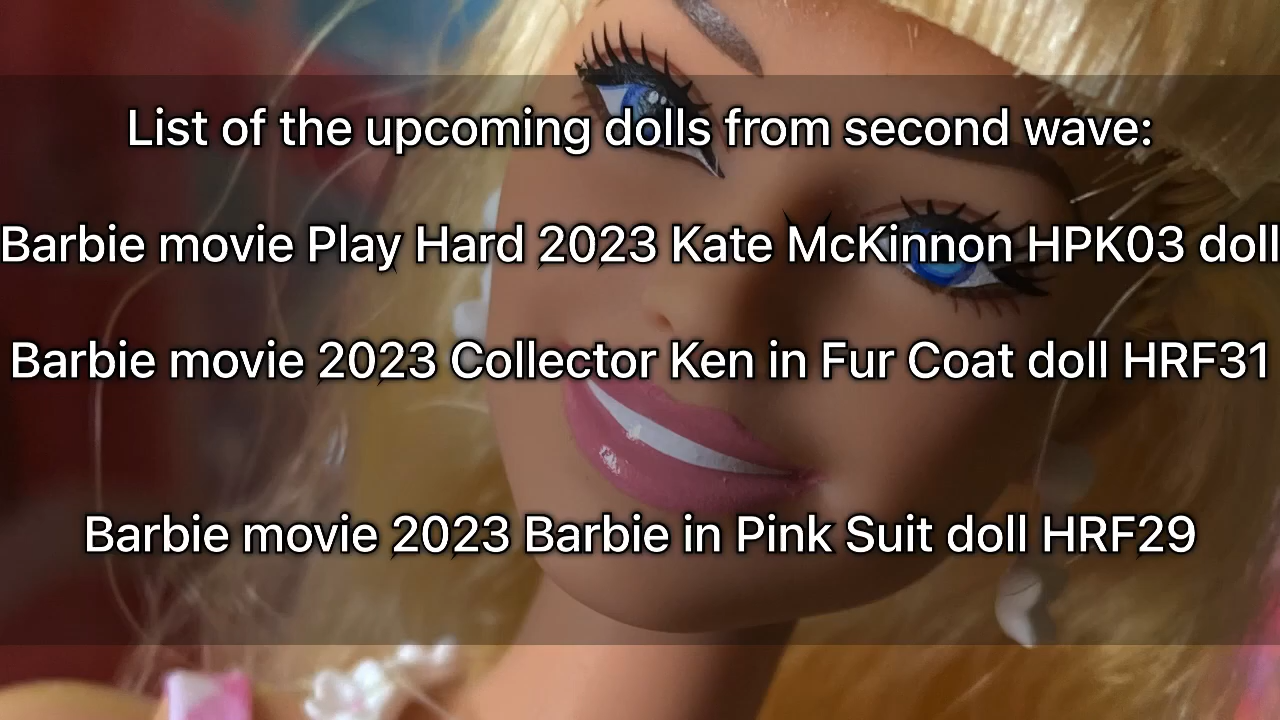 List of the upcoming dolls from second wave:
Barbie movie Play Hard 2023 Kate McKinnon HPK03 doll
Barbie movie 2023 Collector Ken in Fur Coat doll HRF31
Barbie movie 2023 Barbie in Pink Suit doll HRF29